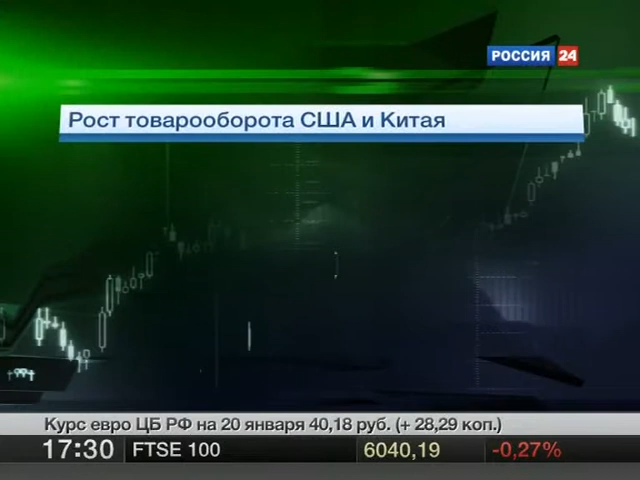 РОССИЯ 24
Рост товарооборота США и Китая
Курс евро ЦБ РФ на 20 января 40,18 руб. (+ 28,29 коп.)
17:30 FTSE 100 6040,19 -0,27%